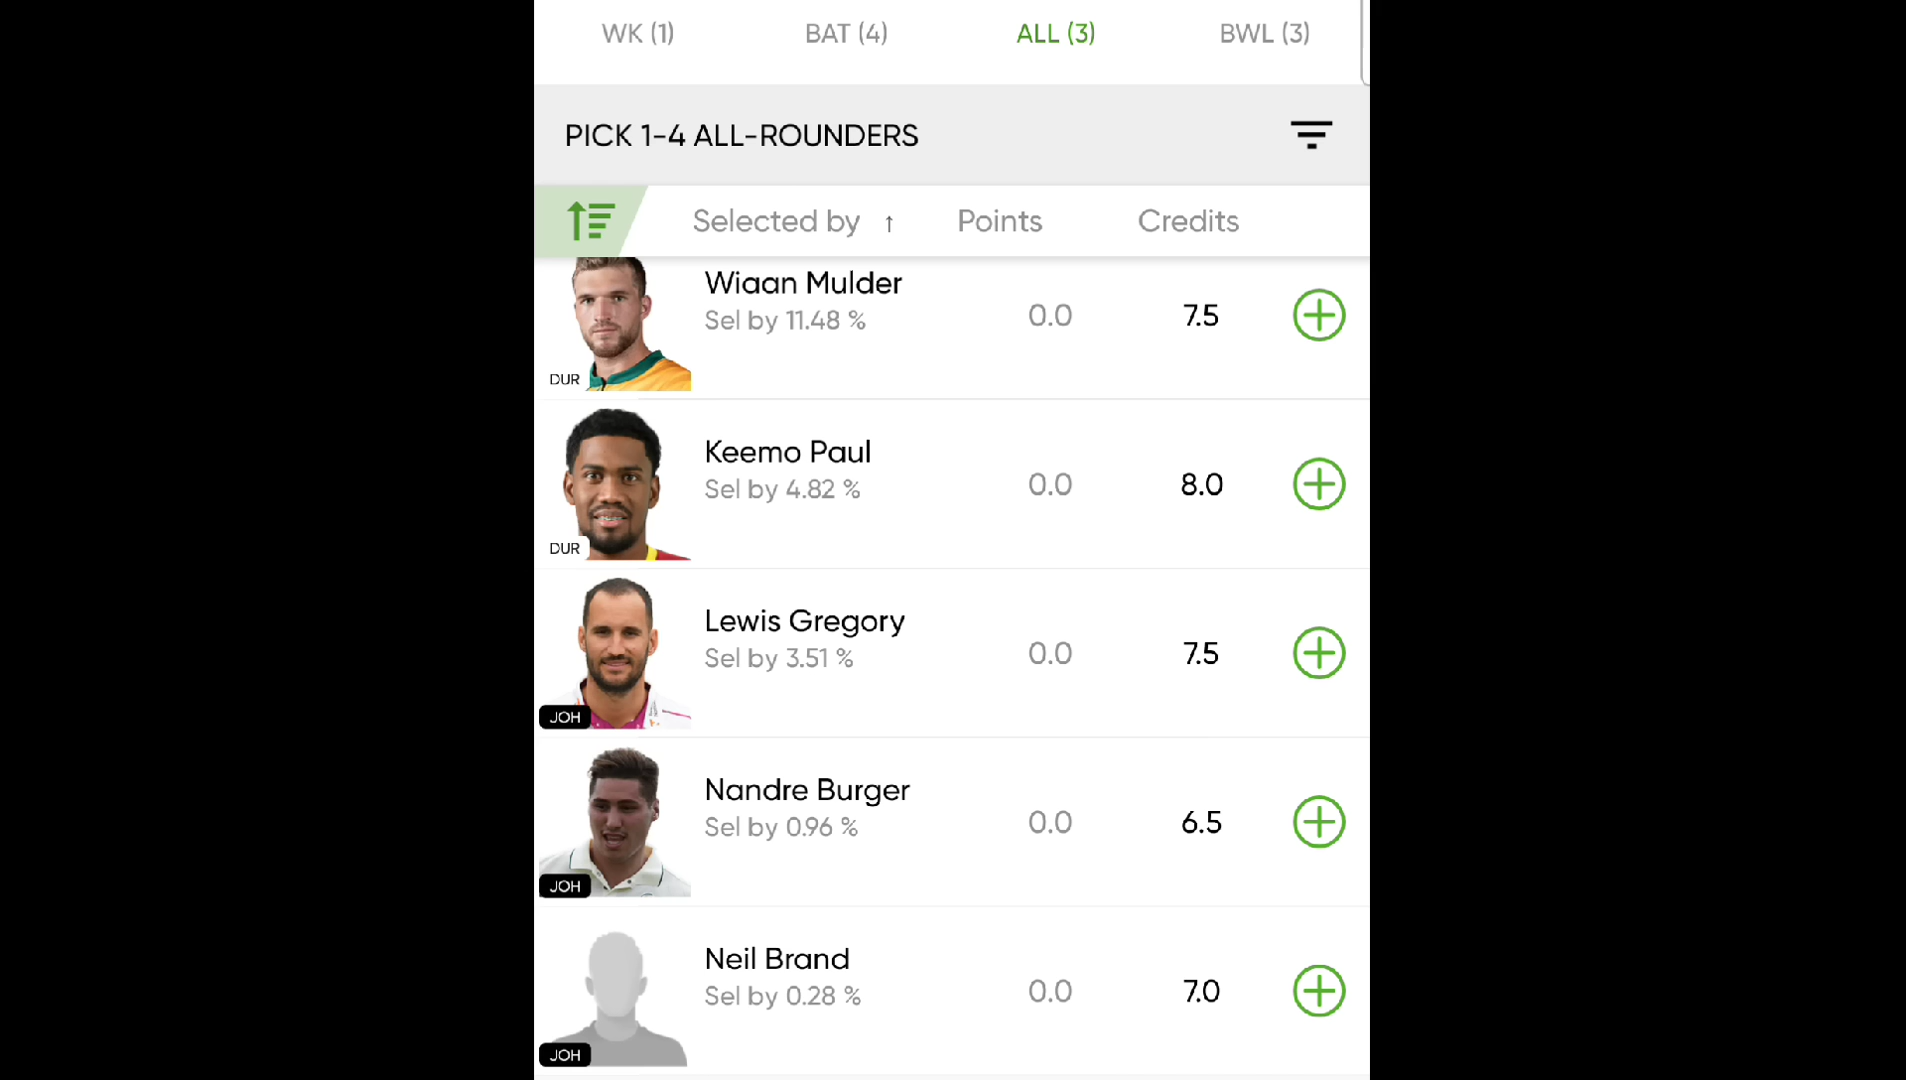 WK (1) BAT (4) ALL (3) BWL (3)
PICK 1-4 ALL-ROUNDERS
Selected by ↑ Points Credits
Wiaan Mulder
Sel by 11.48 % 0.0 7.5
DUR
Keemo Paul
Sel by 4.82 % 0.0 8.0
DUR
Lewis Gregory
Sel by 3.51 % 0.0 7.5
JOH
Nandre Burger
Sel by 0.96 % 0.0 6.5
JOH
Neil Brand
Sel by 0.28 % 0.0 7.0
JOH